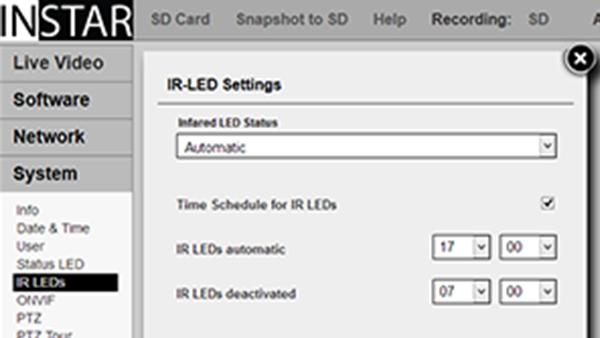 INSTAR SD Card Snapshot to SD Help Recording: SD
Live Video
Software
Network
System
Info
Date & Time
User
Status LED
IR LEDs
ONVIF
PTZ
PTZ Tour
IR-LED Settings
Infared LED Status
Automatic
Time Schedule for IR LEDs
IR LEDs automatic 17 00
IR LEDs deactivated 07 00